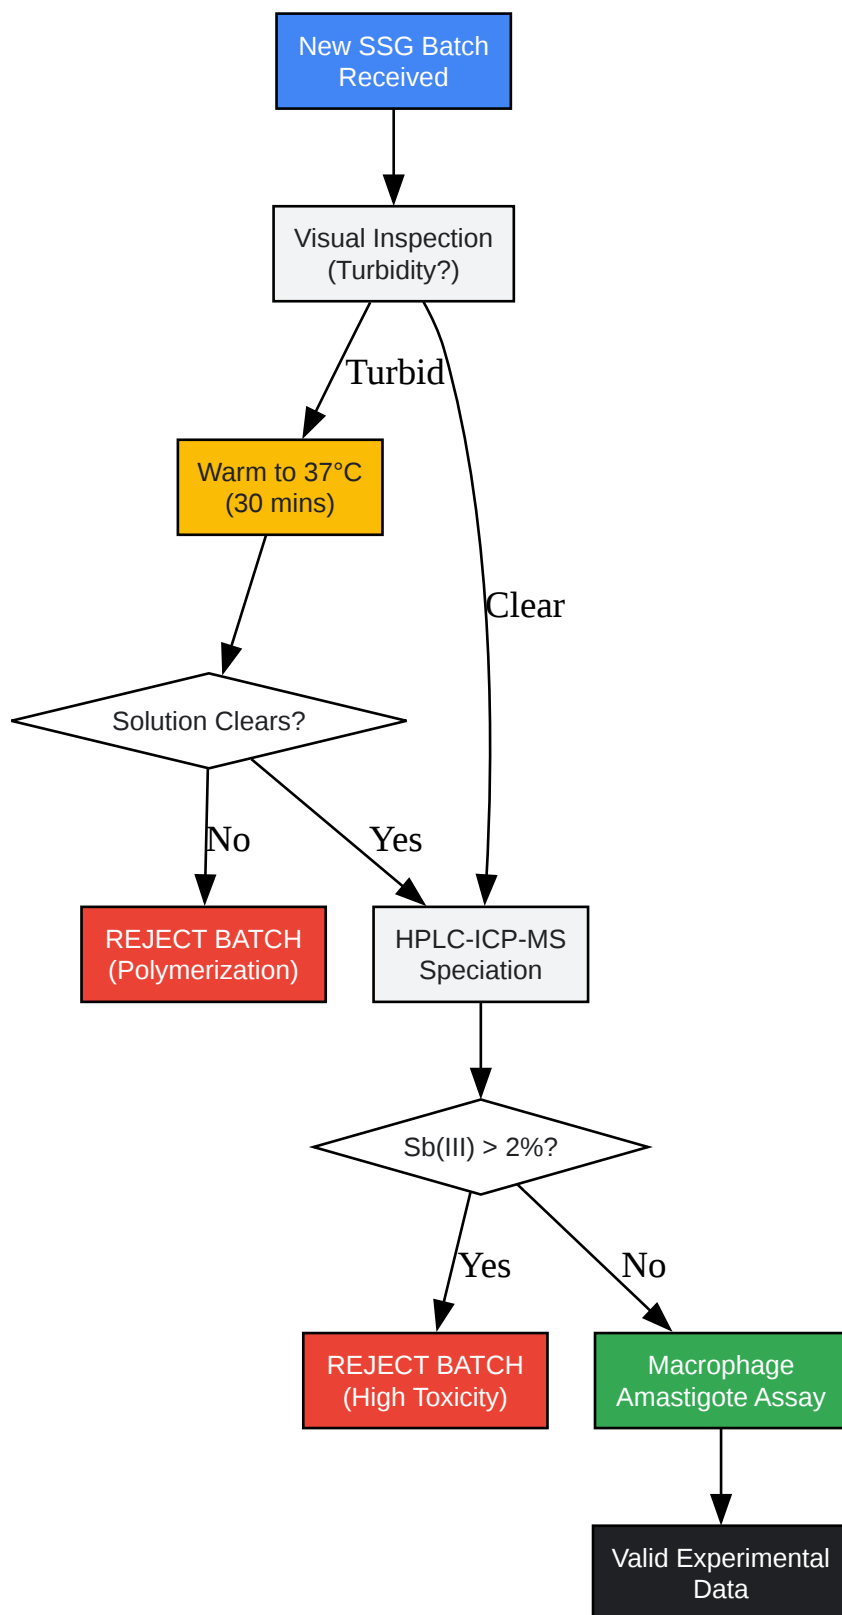 New SSG Batch
Received
Visual Inspection
(Turbidity?)
Turbid
Warm to 37°C
(30 mins)
Clear
Solution Clears?
No
Yes
REJECT BATCH
(Polymerization)
HPLC-ICP-MS
Speciation
Sb(III) > 2%?
Yes
No
REJECT BATCH
(High Toxicity)
Macrophage
Amastigote Assay
Valid Experimental
Data